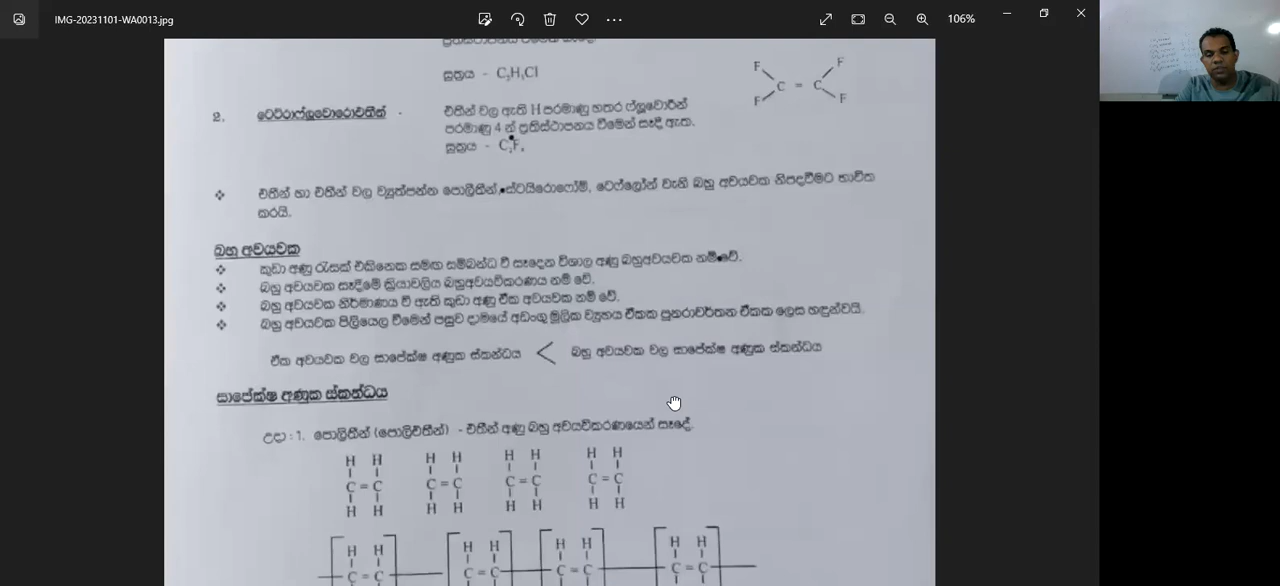 IMG-20231101-WA0013.jpg
106%
සූත්‍රය - C₂H₃Cl
2. ටෙට්රාෆ්ලුවොරොඑතීන් -
එතීන් වල ඇති H පරමාණු හතර ෆ්ලුවොරීන්
පරමාණු 4 න් ප්‍රතිස්ථාපනය වීමෙන් සෑදී ඇත.
සූත්‍රය - C₂F₄
F F
C = C
F F
❖ එතීන් හා එතීන් වල ව්‍යුත්පන්න පොලිතීන්, ස්ටයිරොෆෝම්, ටෙෆ්ලෝන් වැනි බහු අවයවක නිපදවීමට භාවිත
කරයි.
බහු අවයවක
❖ කුඩා අණු රැසක් එකිනෙක සමඟ සම්බන්ධ වී සෑදෙන විශාල අණු බහුඅවයවක නම් වේ.
❖ බහු අවයවක සෑදීමේ ක්‍රියාවලිය බහුඅවයවීකරණය නම් වේ.
❖ බහු අවයවක නිර්මාණය වී ඇති කුඩා අණු ඒක අවයවක නම් වේ.
❖ බහු අවයවක පිලියෙල වීමෙන් පසුව දාමයේ අඩංගු මූලික ව්‍යුහය ඒකක පුනරාවර්තන ඒකක ලෙස හඳුන්වයි.
ඒක අවයවක වල සාපේක්ෂ අණුක ස්කන්ධය < බහු අවයවක වල සාපේක්ෂ අණුක ස්කන්ධය
සාපේක්ෂ අණුක ස්කන්ධය
උදා : 1. පොලිතීන් (පොලිඑතීන්) - එතීන් අණු බහු අවයවීකරණයෙන් සෑදේ.
H H H H H H H H
C = C C = C C = C C = C
H H H H H H H H
H H H H H H H H
C = C C = C C = C C = C